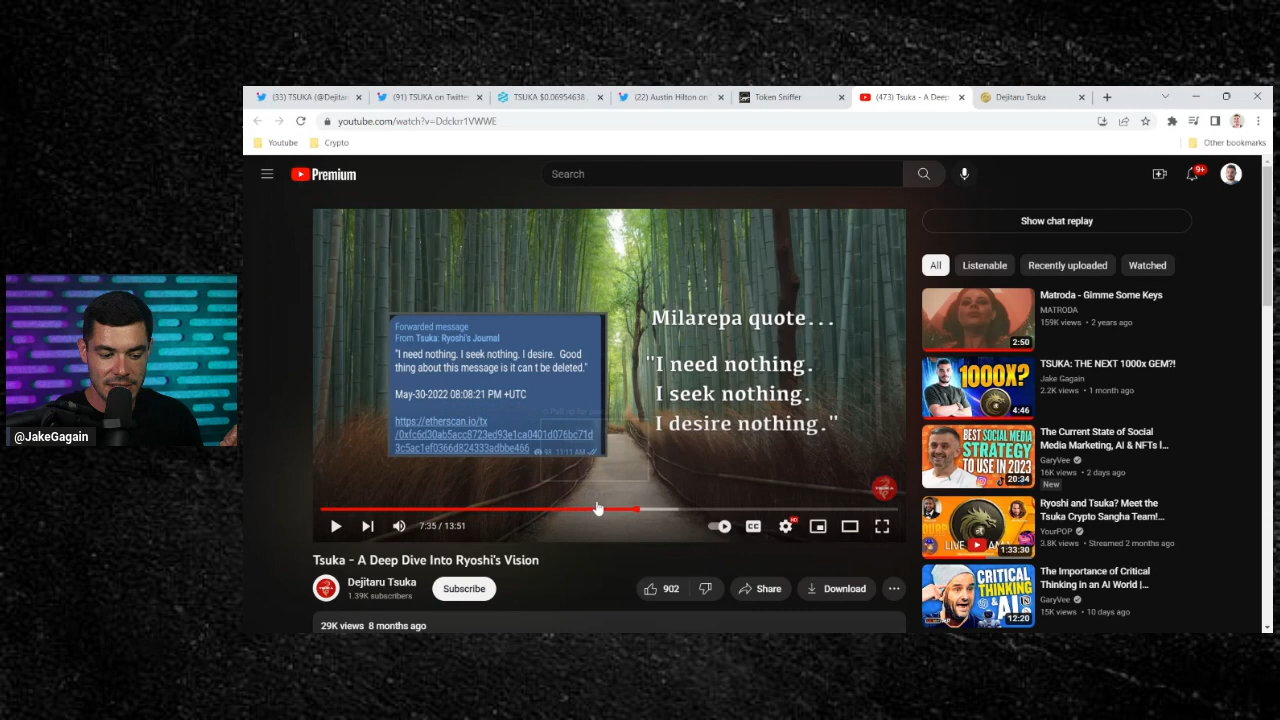 (33) TSUKA (@Dejitar
(91) TSUKA on Twitte
TSUKA $0.06954638
(22) Austin Hilton on
Token Sniffer
(473) Tsuka - A Deep
Dejitaru Tsuka
youtube.com/watch?v=Ddckrr1VWWE
Youtube
Crypto
Other bookmarks
Premium
Search
9+
Forwarded message
From Tsuka: Ryoshi's Journal
"I need nothing. I seek nothing. I desire. Good
thing about this message is it can t be deleted."
May-30-2022 08:08:21 PM +UTC
https://etherscan.io/tx
/0xfc6d30ab5acc8723ed93e1ca0401d076bc71d
3c5ac1ef0366d824333adbbe466
98 11:11 AM
Milarepa quote...
"I need nothing.
I seek nothing.
I desire nothing."
TSUKA
7:35 / 13:51
CC
HD
Tsuka - A Deep Dive Into Ryoshi's Vision
Dejitaru Tsuka
1.39K subscribers
Subscribe
902
Share
Download
29K views 8 months ago
Show chat replay
All
Listenable
Recently uploaded
Watched
2:50
Matroda - Gimme Some Keys
MATRODA
159K views • 2 years ago
1000X?
4:46
TSUKA: THE NEXT 1000x GEM?!
Jake Gagain
2.2K views • 1 month ago
BEST SOCIAL MEDIA
STRATEGY
TO USE IN 2023
20:34
The Current State of Social
Media Marketing, AI & NFTs l...
GaryVee
16K views • 2 days ago
New
LIVE AMA
1:33:30
Ryoshi and Tsuka? Meet the
Tsuka Crypto Sangha Team!...
YourPOP
3.8K views • Streamed 2 months ago
CRITICAL
THINKING
& AI
12:20
The Importance of Critical
Thinking in an AI World |...
GaryVee
15K views • 10 days ago
@JakeGagain